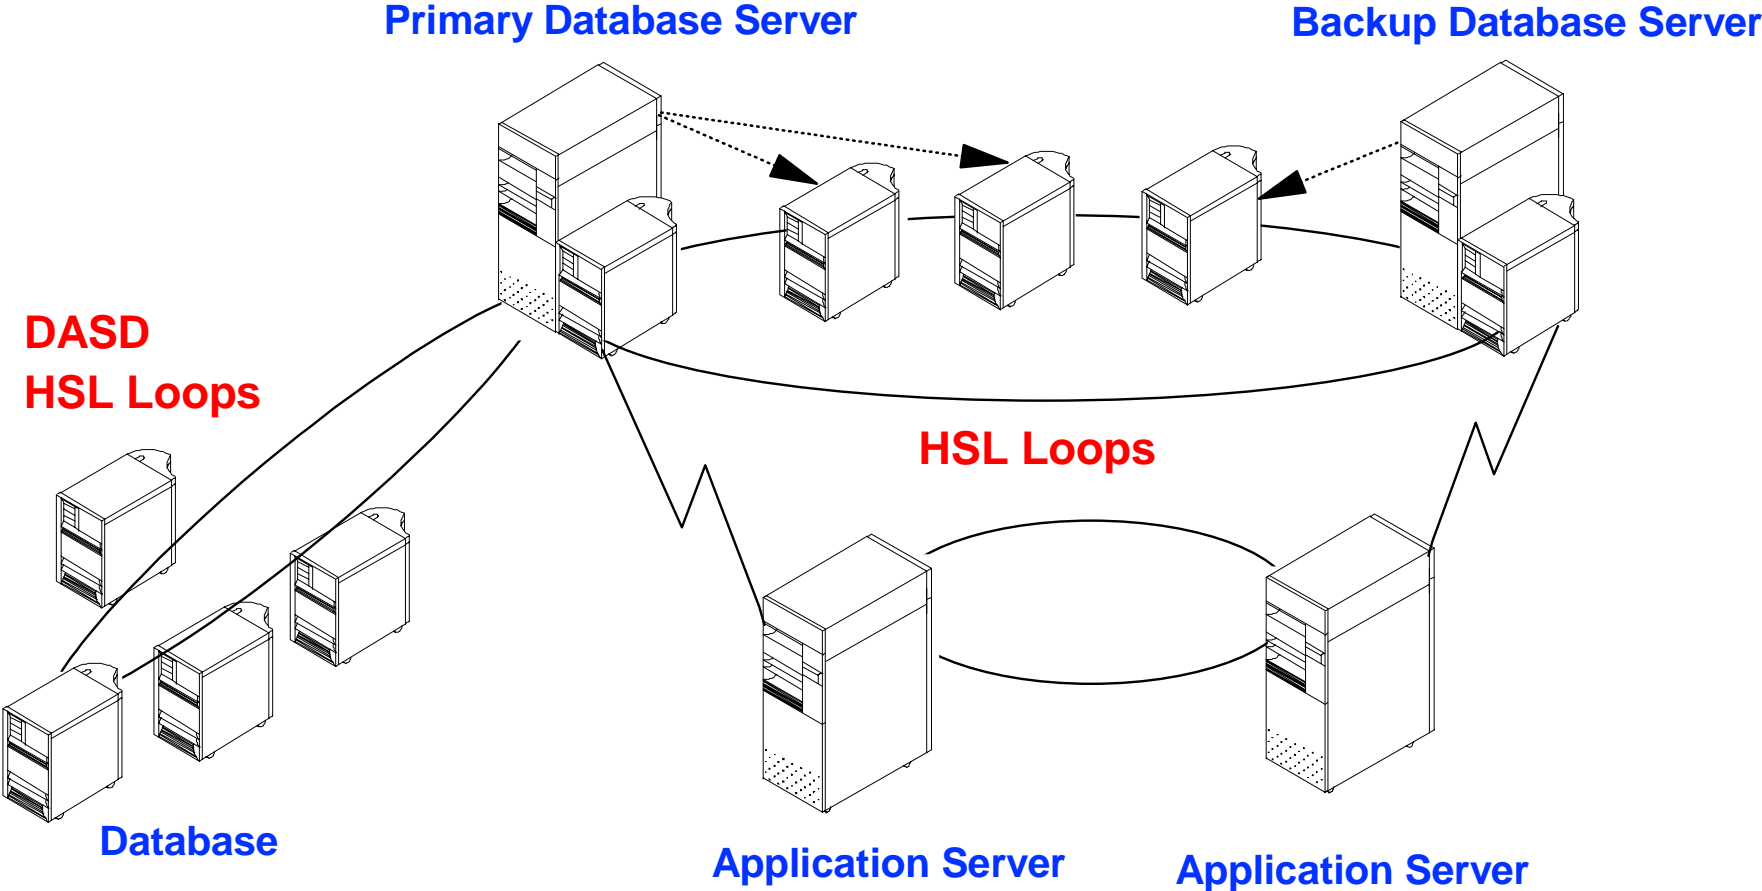 Primary Database Server
Backup Database Server
DASD
HSL Loops
HSL Loops
Database
Application Server
Application Server